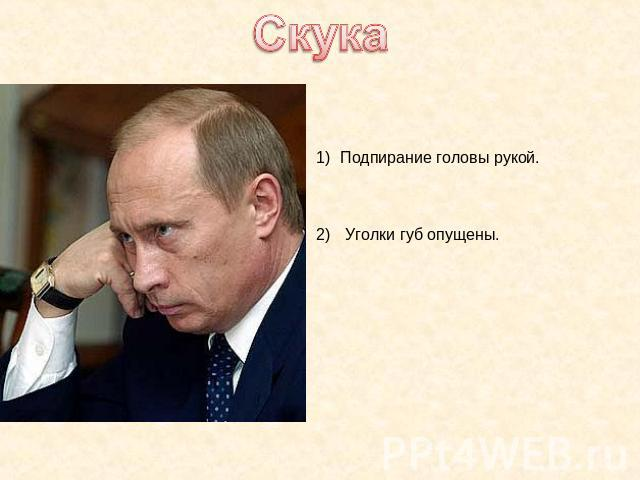 Скука
1) Подпирание головы рукой.
2) Уголки губ опущены.
PPt4WEB.ru